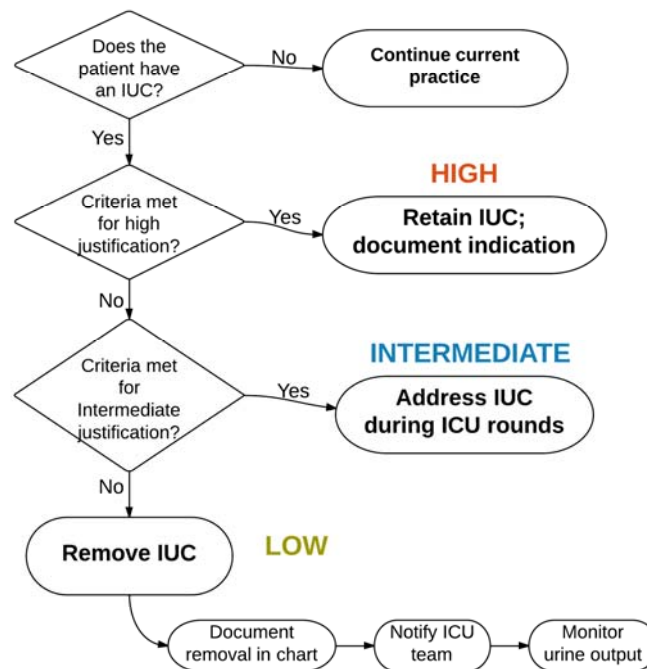 Does the
patient have
an IUC?
No
Continue current
practice
Yes
HIGH
Criteria met
for high
justification?
Yes
Retain IUC;
document indication
No
INTERMEDIATE
Criteria met
for
Intermediate
justification?
Yes
Address IUC
during ICU rounds
No
Remove IUC
LOW
Document
removal in chart
Notify ICU
team
Monitor
urine output